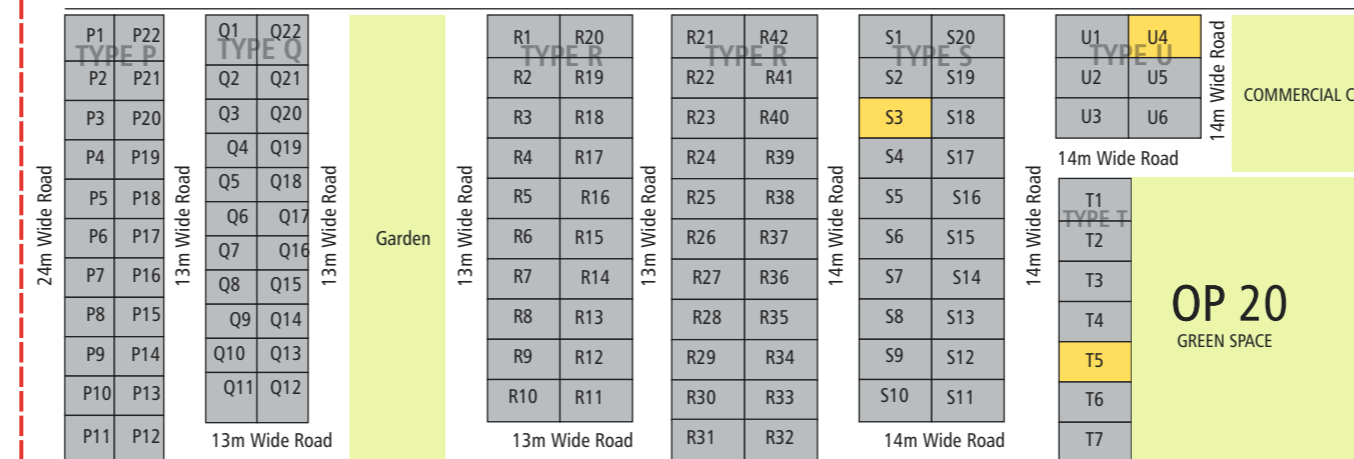 P1 P22
P2 P21
P3 P20
P4 P19
P5 P18
P6 P17
P7 P16
P8 P15
P9 P14
P10 P13
P11 P12
TYPE P
24m Wide Road
13m Wide Road
Q1 Q22
Q2 Q21
Q3 Q20
Q4 Q19
Q5 Q18
Q6 Q17
Q7 Q16
Q8 Q15
Q9 Q14
Q10 Q13
Q11 Q12
TYPE Q
13m Wide Road
13m Wide Road
Garden
13m Wide Road
R1 R20
R2 R19
R3 R18
R4 R17
R5 R16
R6 R15
R7 R14
R8 R13
R9 R12
R10 R11
TYPE R
13m Wide Road
13m Wide Road
R21 R42
R22 R41
R23 R40
R24 R39
R25 R38
R26 R37
R27 R36
R28 R35
R29 R34
R30 R33
R31 R32
TYPE R
14m Wide Road
S1 S20
S2 S19
S3 S18
S4 S17
S5 S16
S6 S15
S7 S14
S8 S13
S9 S12
S10 S11
TYPE S
14m Wide Road
14m Wide Road
U1 U4
U2 U5
U3 U6
TYPE U
14m Wide Road
14m Wide Road
COMMERCIAL C
T1
T2
T3
T4
T5
T6
T7
TYPE T
OP 20
GREEN SPACE